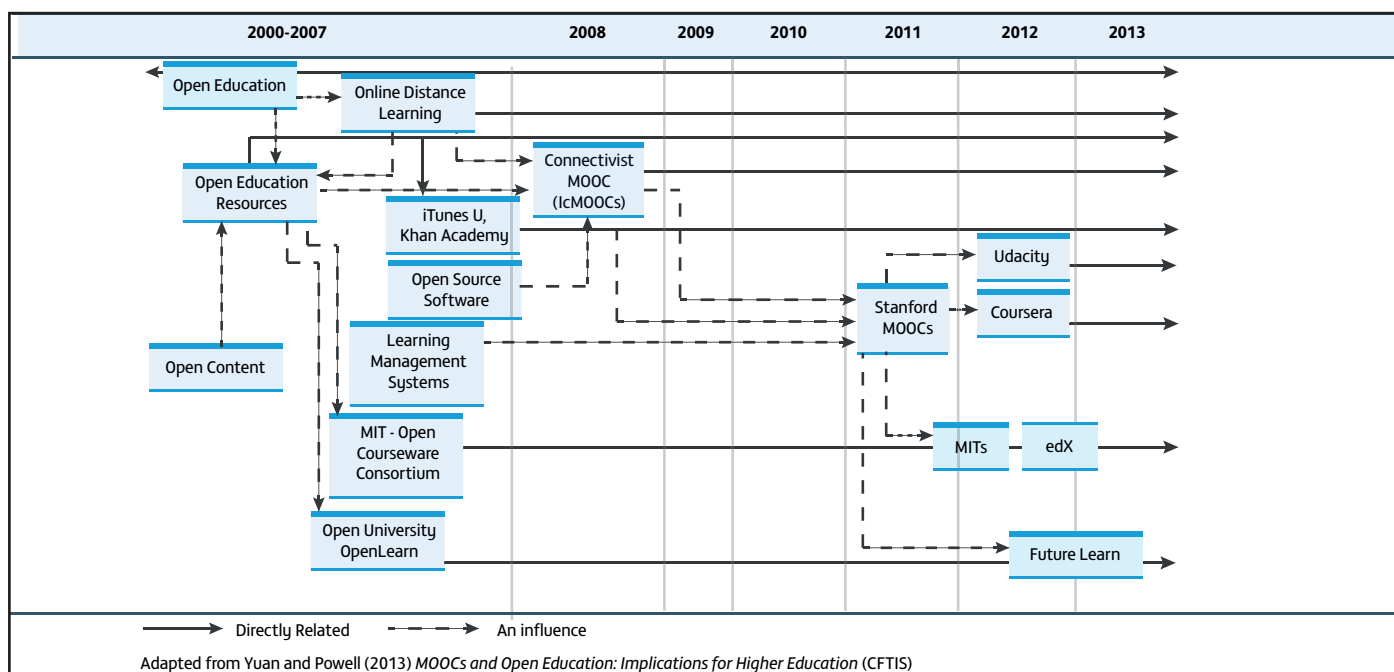 2000-2007
2008
2009
2010
2011
2012
2013
Open Education
Online Distance
Learning
Open Education
Resources
Connectivist
MOOC
(IcMOOCs)
iTunes U,
Khan Academy
Open Source
Software
Udacity
Stanford
MOOCs
Coursera
Open Content
Learning
Management
Systems
MIT - Open
Courseware
Consortium
MITs
edX
Open University
OpenLearn
Future Learn
Directly Related
An influence
Adapted from Yuan and Powell (2013) MOOCs and Open Education: Implications for Higher Education (CFTIS)